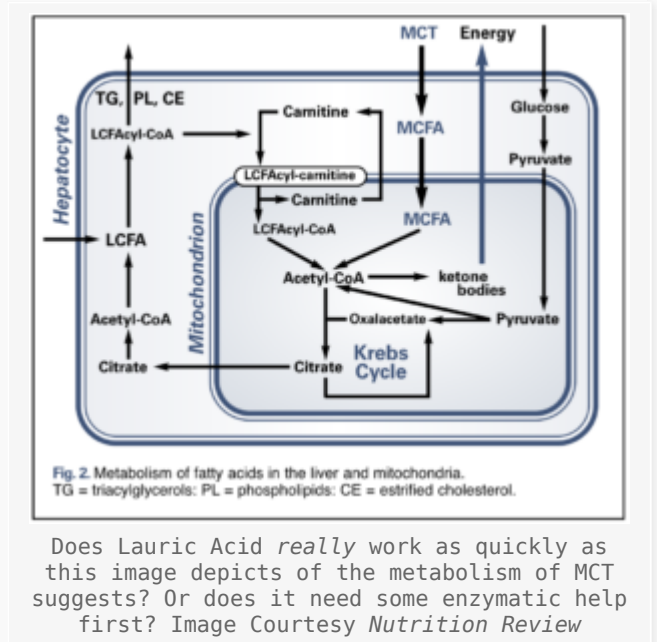 MCT Energy
TG, PL, CE
Carnitine
Glucose
LCFAcyl-CoA
MCFA
Hepatocyte
Pyruvate
LCFAcyl-carnitine
Carnitine
MCFA
LCFA
LCFAcyl-CoA
Mitochondrion
Acetyl-CoA
ketone
bodies
Acetyl-CoA
Oxalacetate
Pyruvate
Citrate
Citrate
Krebs
Cycle
Fig. 2. Metabolism of fatty acids in the liver and mitochondria.
TG = triacylglycerols: PL = phospholipids: CE = estrified cholesterol.
Does Lauric Acid really work as quickly as
this image depicts of the metabolism of MCT
suggests? Or does it need some enzymatic help
first? Image Courtesy Nutrition Review